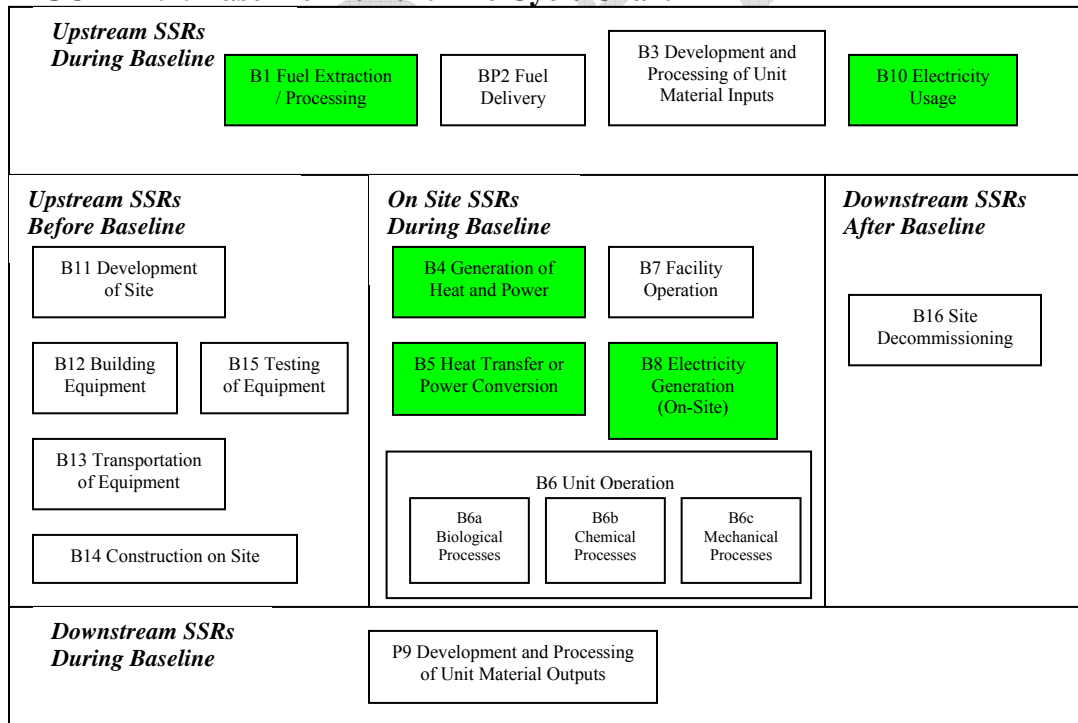 Upstream SSRs
During Baseline
B1 Fuel Extraction
/ Processing
BP2 Fuel
Delivery
B3 Development and
Processing of Unit
Material Inputs
B10 Electricity
Usage
Upstream SSRs
Before Baseline
B11 Development
of Site
B12 Building
Equipment
B15 Testing
of Equipment
B13 Transportation
of Equipment
B14 Construction on Site
On Site SSRs
During Baseline
B4 Generation of
Heat and Power
B7 Facility
Operation
B5 Heat Transfer or
Power Conversion
B8 Electricity
Generation
(On-Site)
B6 Unit Operation
B6a
Biological
Processes
B6b
Chemical
Processes
B6c
Mechanical
Processes
Downstream SSRs
After Baseline
B16 Site
Decommissioning
Downstream SSRs
During Baseline
P9 Development and Processing
of Unit Material Outputs